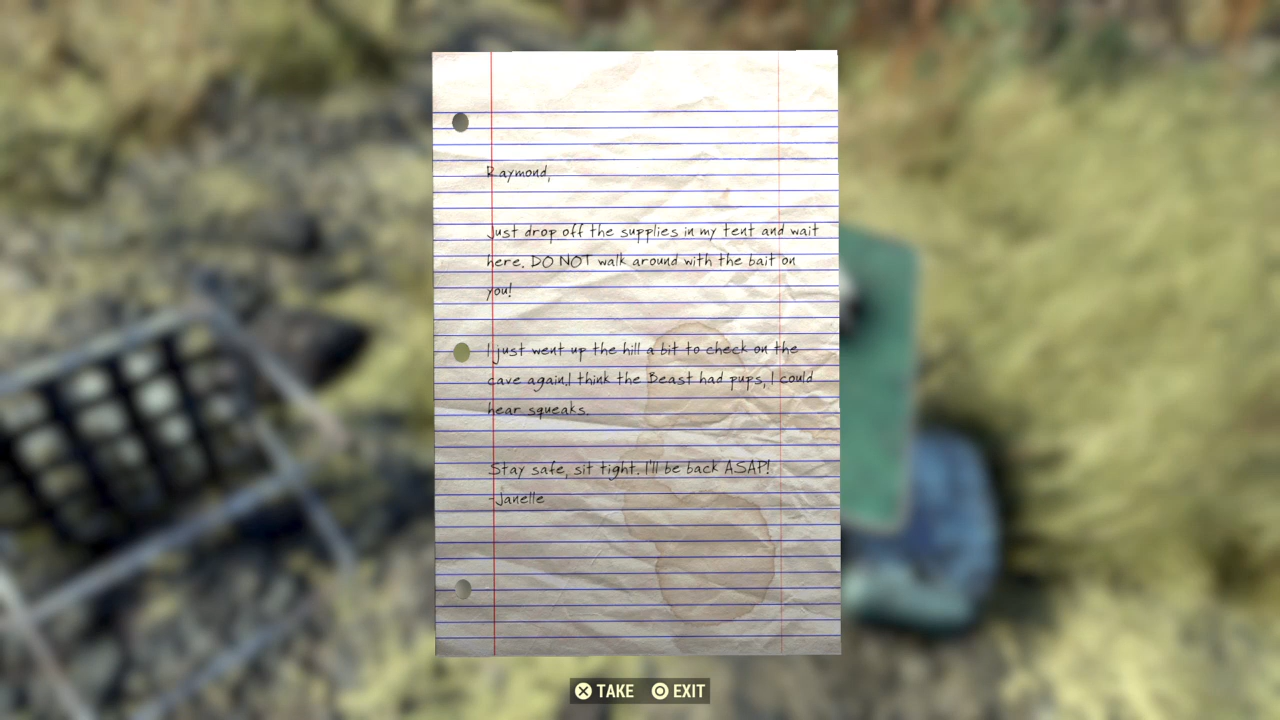 Raymond,
Just drop off the supplies in my tent and wait
here. DO NOT walk around with the bait on
you!
I just went up the hill a bit to check on the
cave again,I think the Beast had pups, I could
hear squeaks.
Stay safe, sit tight. I'll be back ASAP!
-Janelle
TAKE EXIT